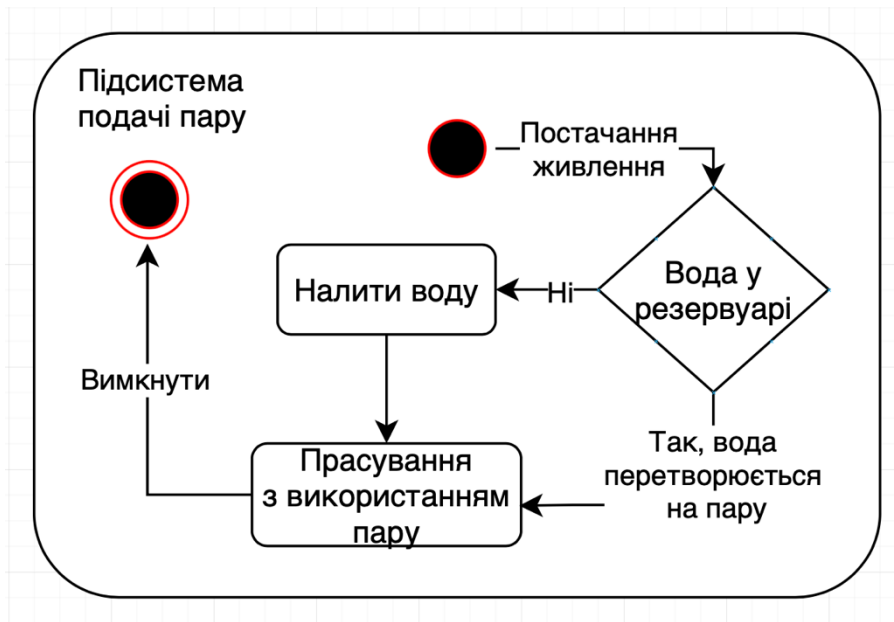 Підсистема
подачі пару
Постачання
живлення
Вода у
резервуарі
Ні
Налити воду
Вимкнути
Так, вода
перетворюється
на пару
Прасування
з використанням
пару